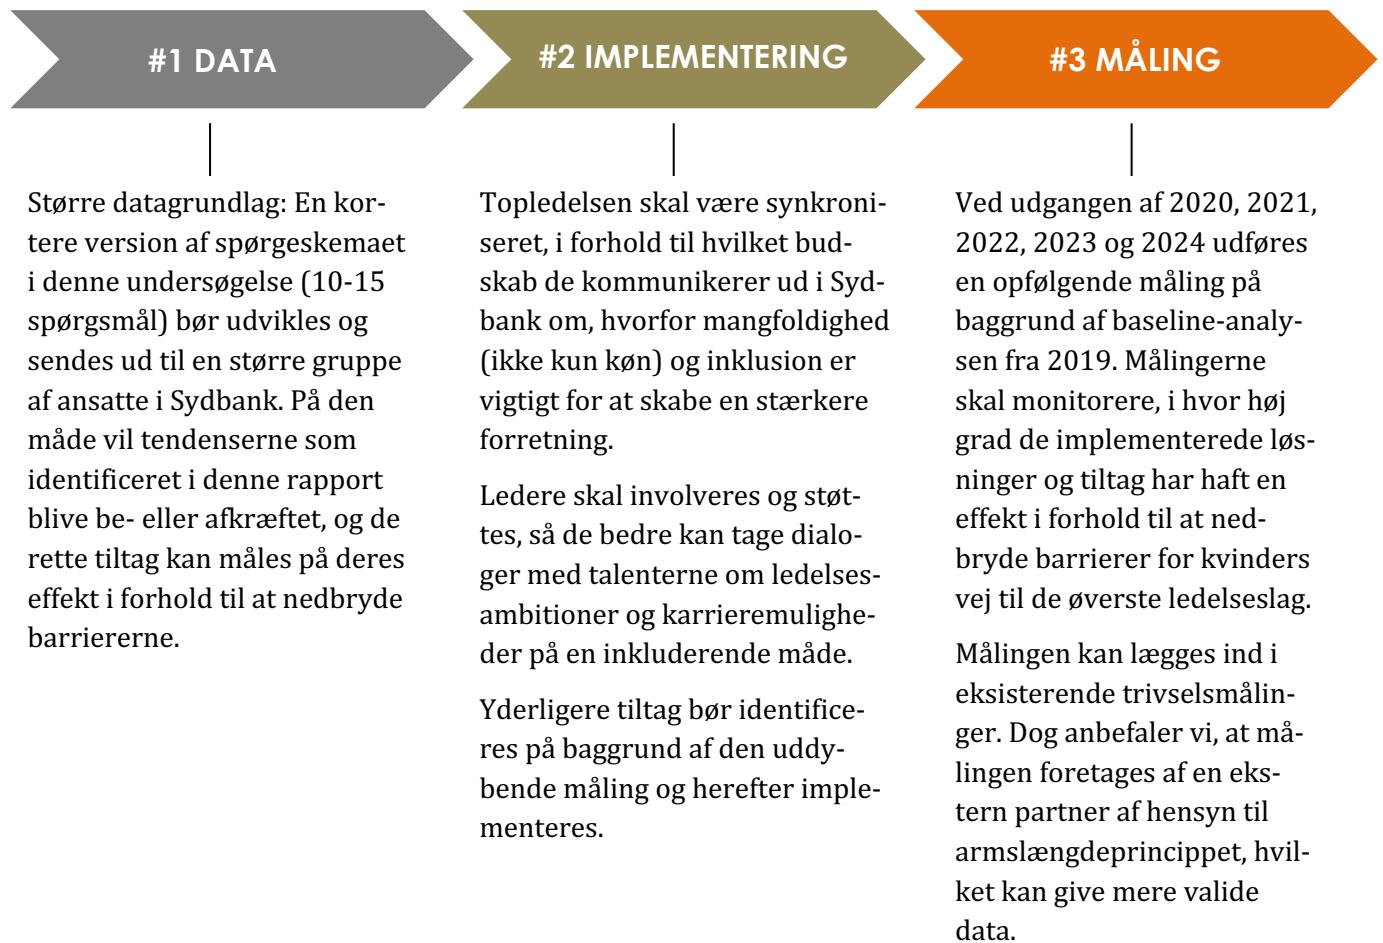 #1 DATA
Større datagrundlag: En kor-
tere version af spørgeskemaet
i denne undersøgelse (10-15
spørgsmål) bør udvikles og
sendes ud til en større gruppe
af ansatte i Sydbank. På den
måde vil tendenserne som
identificeret i denne rapport
blive be- eller afkræftet, og de
rette tiltag kan måles på deres
effekt i forhold til at nedbryde
barriererne.
#2 IMPLEMENTERING
Topledelsen skal være synkroni-
seret, i forhold til hvilket bud-
skab de kommunikerer ud i Syd-
bank om, hvorfor mangfoldighed
(ikke kun køn) og inklusion er
vigtigt for at skabe en stærkere
forretning.
Ledere skal involveres og støt-
tes, så de bedre kan tage dialo-
ger med talenterne om ledelses-
ambitioner og karrieremulighe-
der på en inkluderende måde.
Yderligere tiltag bør identifice-
res på baggrund af den uddy-
bende måling og herefter imple-
menteres.
#3 MÅLING
Ved udgangen af 2020, 2021,
2022, 2023 og 2024 udføres
en opfølgende måling på
baggrund af baseline-analy-
sen fra 2019. Målingerne
skal monitorere, i hvor høj
grad de implementerede løs-
ninger og tiltag har haft en
effekt i forhold til at ned-
bryde barrierer for kvinders
vej til de øverste ledelseslag.
Målingen kan lægges ind i
eksisterende trivselsmålin-
ger. Dog anbefaler vi, at må-
lingen foretages af en eks-
tern partner af hensyn til
armslængdeprincippet, hvil-
ket kan give mere valide
data.